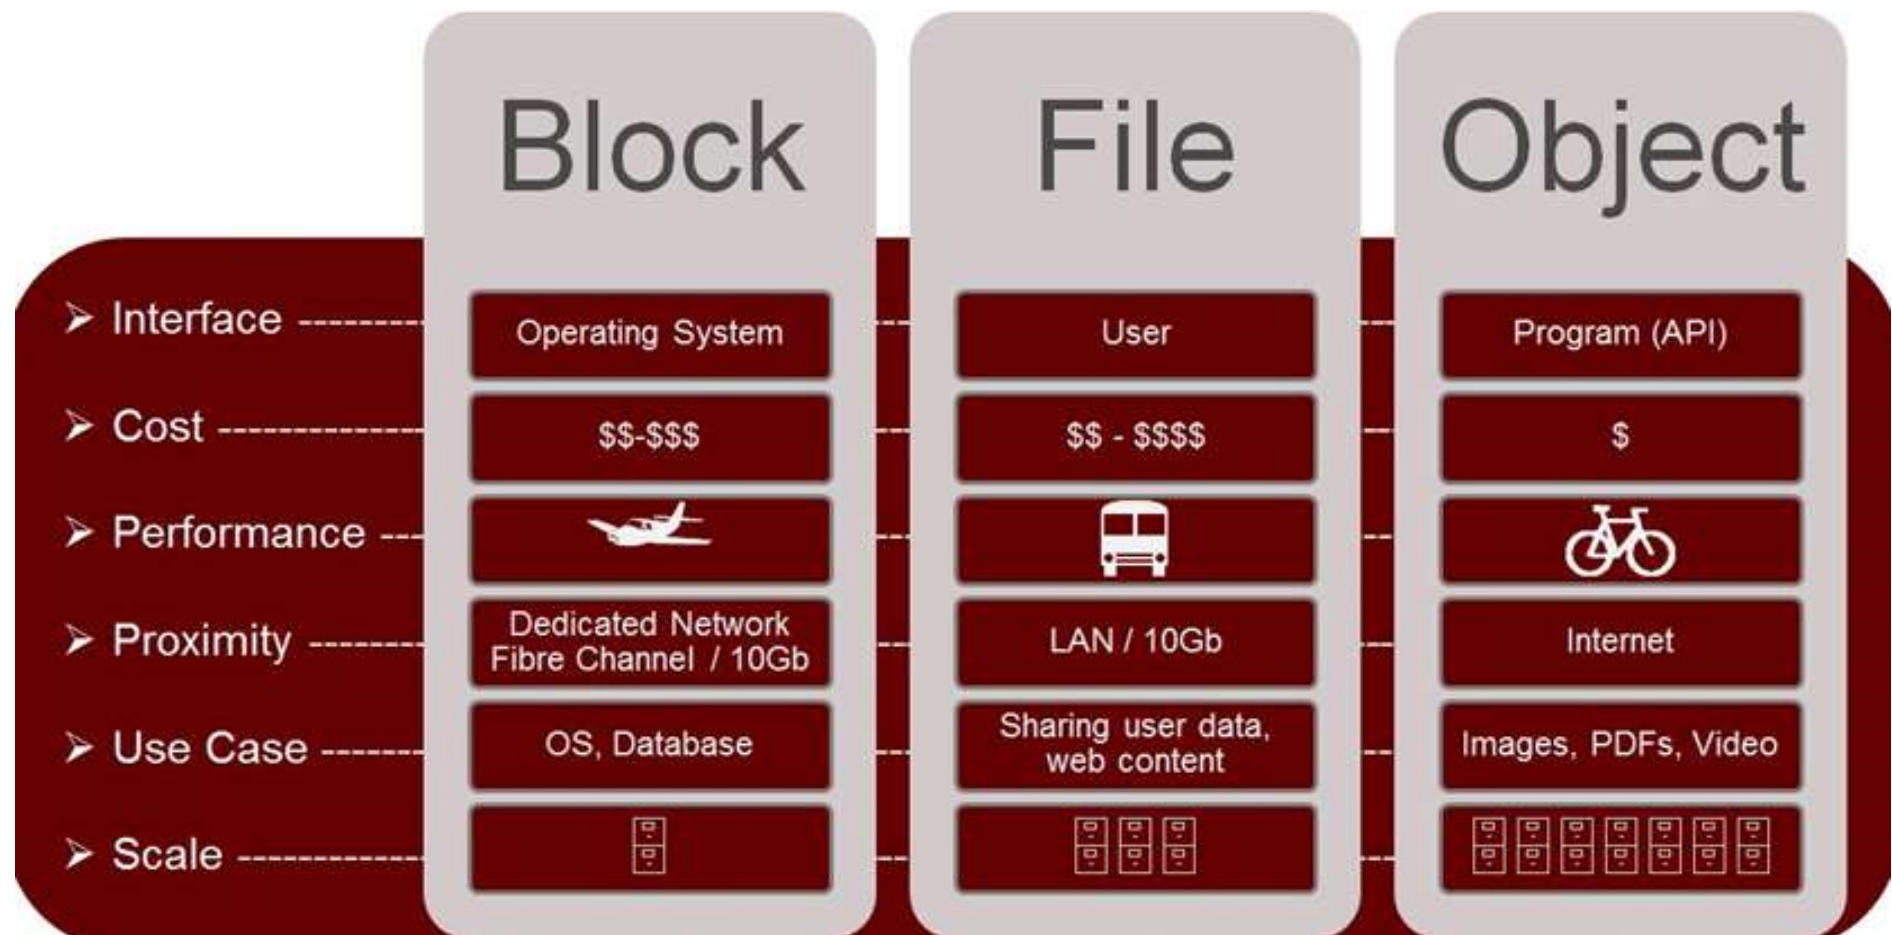 Block File Object
Interface Operating System User Program (API)
Cost $$-$$$ $$ - $$$$ $
Performance
Proximity Dedicated Network
Fibre Channel / 10Gb LAN / 10Gb Internet
Use Case OS, Database Sharing user data,
web content Images, PDFs, Video
Scale